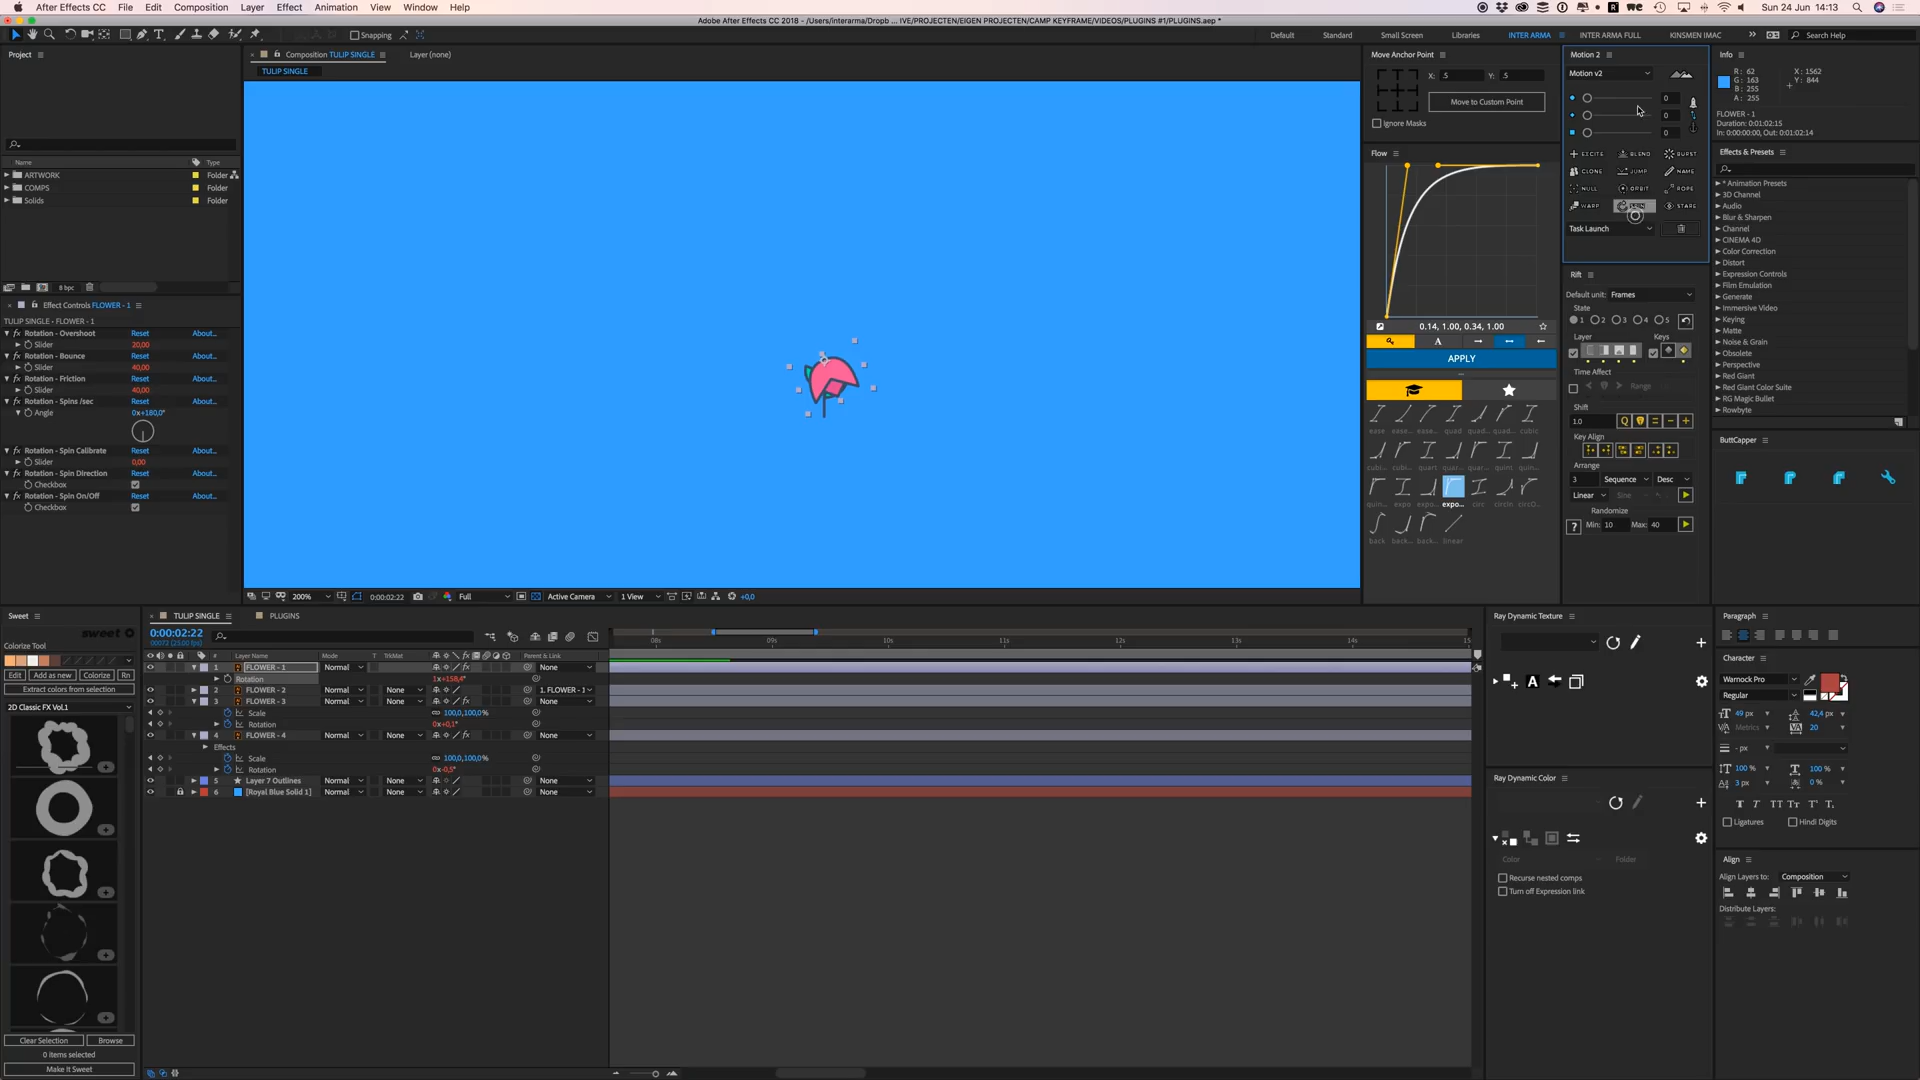 After Effects CC File Edit Composition Layer Effect Animation View Window Help
Sun 24 Jun 14:13
Adobe After Effects CC 2018 - /Users/interarma/Dropb ... IVE/PROJECTEN/EIGEN PROJECTEN/CAMP KEYFRAME/VIDEOS/PLUGINS #1/PLUGINS.aep *
Snapping
Default Standard Small Screen Libraries INTER ARMA INTER ARMA FULL KINSMEN IMAC Search Help
Project
Name Type
ARTWORK Folder
COMPS Folder
Solids Folder
8 bpc
Effect Controls FLOWER - 1
TULIP SINGLE - FLOWER - 1
Rotation - Overshoot Reset About...
Slider 20,00
Rotation - Bounce Reset About...
Slider 40,00
Rotation - Friction Reset About...
Slider 40,00
Rotation - Spins /sec Reset About...
Angle 0x+180,0°
Rotation - Spin Calibrate Reset About...
Slider 0,00
Rotation - Spin Direction Reset About...
Checkbox
Rotation - Spin On/Off Reset About...
Checkbox
Composition TULIP SINGLE
Layer (none)
TULIP SINGLE
200% 0:00:02:22 Full Active Camera 1 View +0,0
Move Anchor Point
X: .5 Y: .5
Move to Custom Point
Ignore Masks
Flow
0.14, 1.00, 0.34, 1.00
A
APPLY
ease ease... ease... quad quad... quad... cubic
cubi... cubi... quart quar... quar... quint quin...
quin... expo expo... expo... circ circIn circO...
back back... back... linear
Motion 2
Motion v2
0
0
0
EXCITE BLEND BURST
CLONE JUMP NAME
NULL ORBIT ROPE
WARP SPIN STARE
Task Launch
Rift
Default unit: Frames
State
1 2 3 4 5
Layer Keys
Time Affect
Range
Shift
1.0 Q
Key Align
Arrange
3 Sequence Desc
Linear Sine
Randomize
? Min: 10 Max: 40
Info
R: 62 X: 1562
G: 163 Y: 844
B: 255
A: 255
FLOWER - 1
Duration: 0:01:02:15
In: 0:00:00:00, Out: 0:01:02:14
Effects & Presets
* Animation Presets
3D Channel
Audio
Blur & Sharpen
Channel
CINEMA 4D
Color Correction
Distort
Expression Controls
Film Emulation
Generate
Immersive Video
Keying
Matte
Noise & Grain
Obsolete
Perspective
Red Giant
Red Giant Color Suite
RG Magic Bullet
Rowbyte
ButtCapper
Sweet
sweet
Colorize Tool
Edit Add as new Colorize Rn
Extract colors from selection
2D Classic FX Vol.1
Clear Selection Browse
0 items selected
Make It Sweet
TULIP SINGLE PLUGINS
0:00:02:22
00072 (25.00 fps)
# Layer Name Mode T TrkMat Parent & Link
08s 09s 10s 11s 12s 13s 14s 15
1 FLOWER - 1 Normal None
Rotation 1x+158,4°
2 FLOWER - 2 Normal None 1. FLOWER - 1
3 FLOWER - 3 Normal None None
Scale 100,0,100,0%
Rotation 0x+0,1°
4 FLOWER - 4 Normal None None
Effects
Scale 100,0,100,0%
Rotation 0x-0,5°
5 Layer 7 Outlines Normal None None
6 [Royal Blue Solid 1] Normal None None
Ray Dynamic Texture
A
Ray Dynamic Color
Color Folder
Recurse nested comps
Turn off Expression link
Paragraph
Character
Warnock Pro
Regular
49 px 42,4 px
Metrics 20
- px
100 % 100 %
3 px 0 %
T T TT Tt T' T,
Ligatures Hindi Digits
Align
Align Layers to: Composition
Distribute Layers: